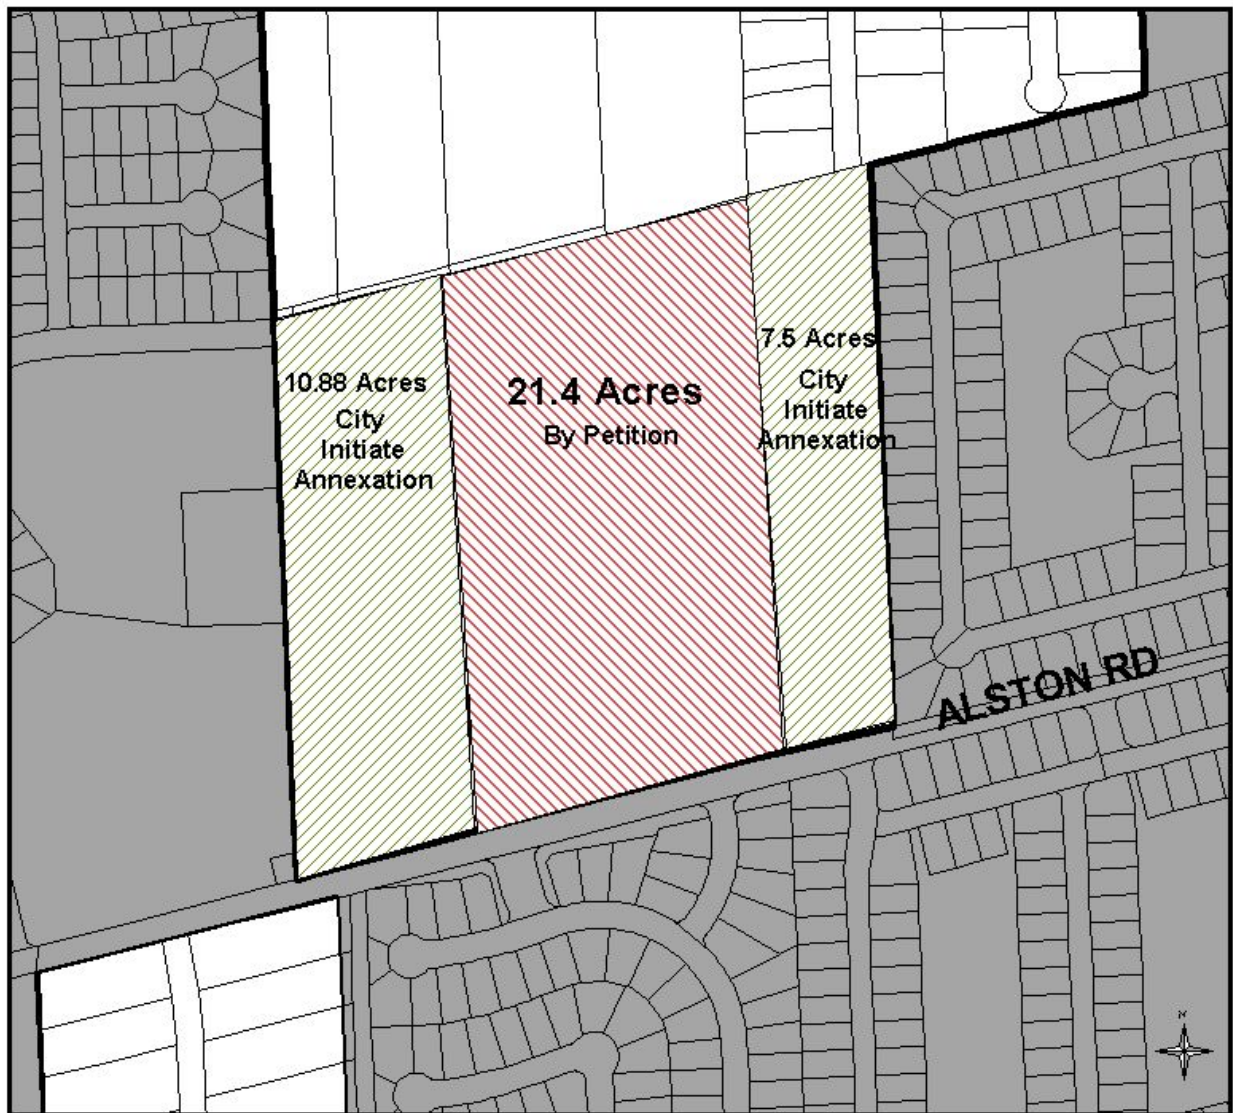 10.88 Acres
City
Initiate
Annexation
21.4 Acres
By Petition
7.5 Acres
City
Initiate
Annexation
ALSTON RD
N